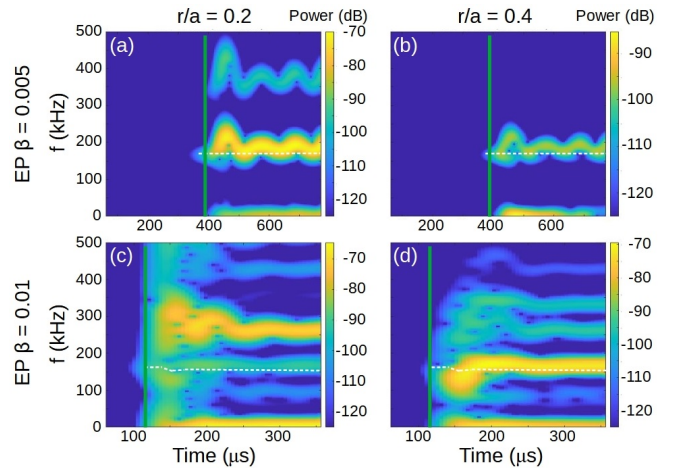 r/a = 0.2 Power (dB) r/a = 0.4 Power (dB)
EP β = 0.005
f (kHz)
500
400
300
200
100
0
(a)
200 400 600
-70
-80
-90
-100
-110
-120
(b)
200 400 600
-90
-100
-110
-120
EP β = 0.01
f (kHz)
500
400
300
200
100
0
(c)
100 200 300
Time (μs)
-70
-80
-90
-100
-110
-120
(d)
100 200 300
Time (μs)
-70
-80
-90
-100
-110
-120